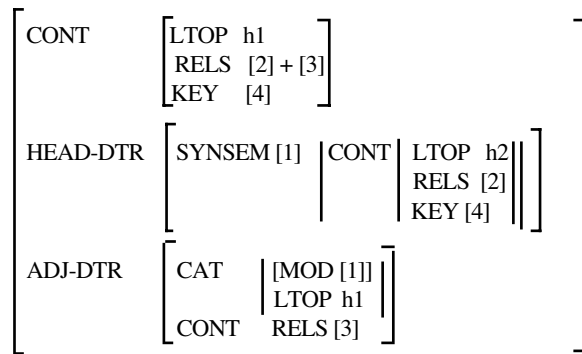 CONT LTOP h1
RELS [2] + [3]
KEY [4]
HEAD-DTR SYNSEM [1] CONT LTOP h2
RELS [2]
KEY [4]
ADJ-DTR CAT [MOD [1]]
LTOP h1
CONT RELS [3]